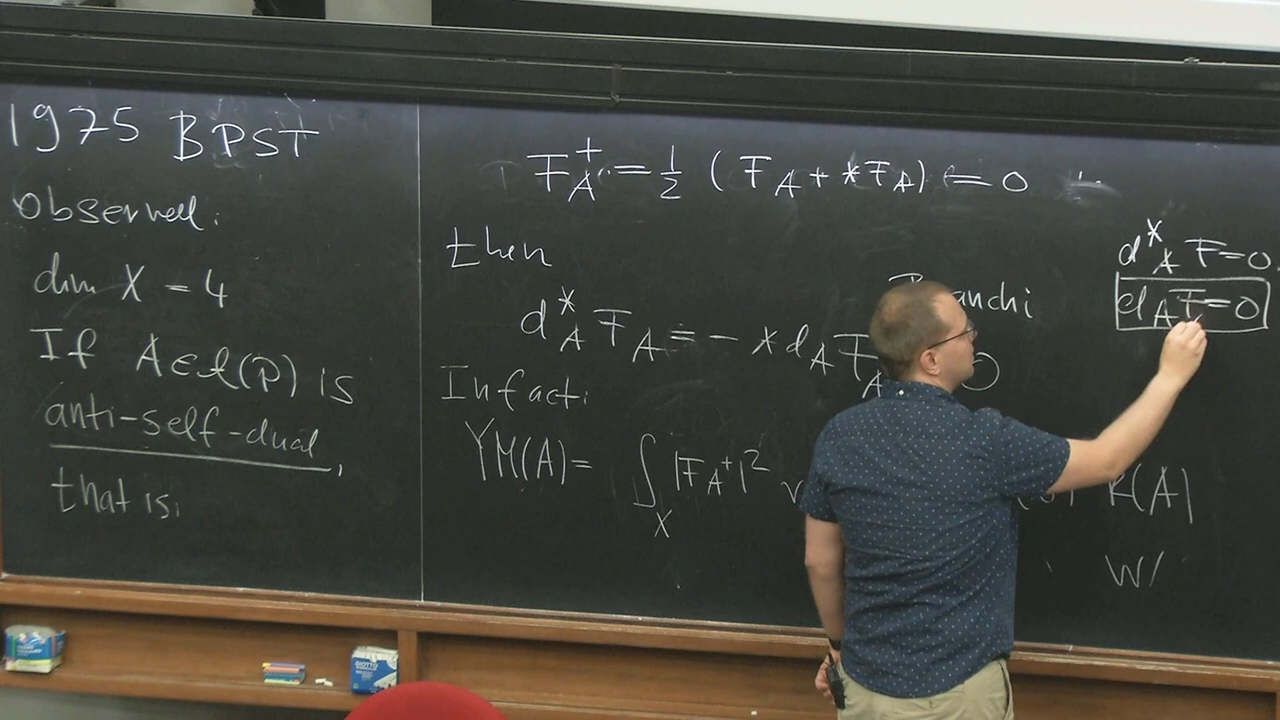 1975 BPST
observed:
dim X = 4
If A ∈ 𝒜(P) is
anti-self-dual,
that is:
F_A^+ = 1/2 (F_A + *F_A) = 0
then
Bianchi
d_A^* F_A = - * d_A F_A 0
In fact:
YM(A) = ∫_X |F_A^+|^2 K(A)
W/
d_A^* F = 0
d_A F = 0
GIOTTO